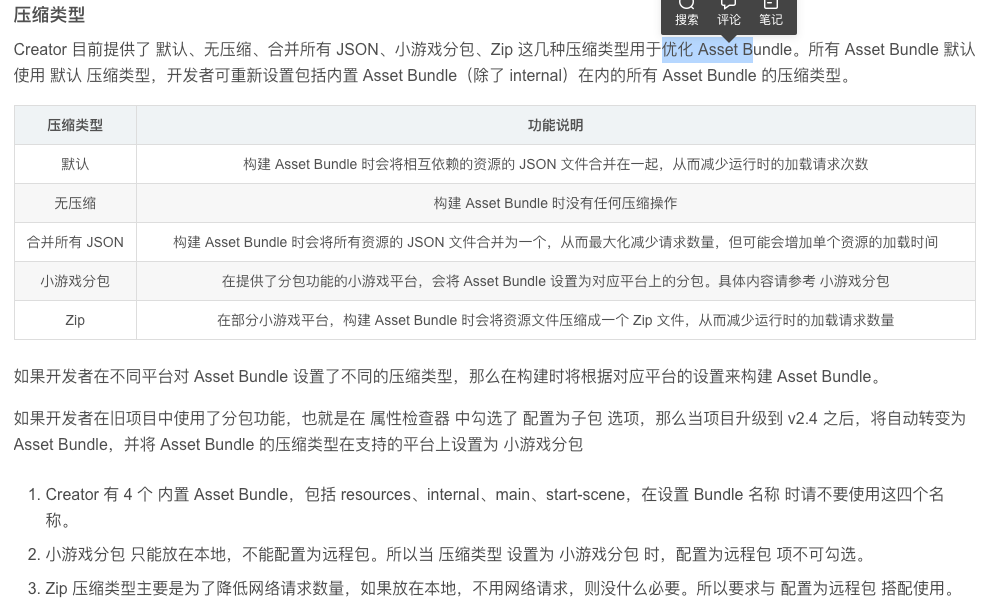 压缩类型
搜索 评论 笔记
Creator 目前提供了 默认、无压缩、合并所有 JSON、小游戏分包、Zip 这几种压缩类型用于优化 Asset Bundle。所有 Asset Bundle 默认
使用 默认 压缩类型，开发者可重新设置包括内置 Asset Bundle（除了 internal）在内的所有 Asset Bundle 的压缩类型。
压缩类型 功能说明
默认 构建 Asset Bundle 时会将相互依赖的资源的 JSON 文件合并在一起，从而减少运行时的加载请求次数
无压缩 构建 Asset Bundle 时没有任何压缩操作
合并所有 JSON 构建 Asset Bundle 时会将所有资源的 JSON 文件合并为一个，从而最大化减少请求数量，但可能会增加单个资源的加载时间
小游戏分包 在提供了分包功能的小游戏平台，会将 Asset Bundle 设置为对应平台上的分包。具体内容请参考 小游戏分包
Zip 在部分小游戏平台，构建 Asset Bundle 时会将资源文件压缩成一个 Zip 文件，从而减少运行时的加载请求数量
如果开发者在不同平台对 Asset Bundle 设置了不同的压缩类型，那么在构建时将根据对应平台的设置来构建 Asset Bundle。
如果开发者在旧项目中使用了分包功能，也就是在 属性检查器 中勾选了 配置为子包 选项，那么当项目升级到 v2.4 之后，将自动转变为
Asset Bundle，并将 Asset Bundle 的压缩类型在支持的平台上设置为 小游戏分包
1. Creator 有 4 个 内置 Asset Bundle，包括 resources、internal、main、start-scene，在设置 Bundle 名称 时请不要使用这四个名
称。
2. 小游戏分包 只能放在本地，不能配置为远程包。所以当 压缩类型 设置为 小游戏分包 时，配置为远程包 项不可勾选。
3. Zip 压缩类型主要是为了降低网络请求数量，如果放在本地，不用网络请求，则没什么必要。所以要求与 配置为远程包 搭配使用。